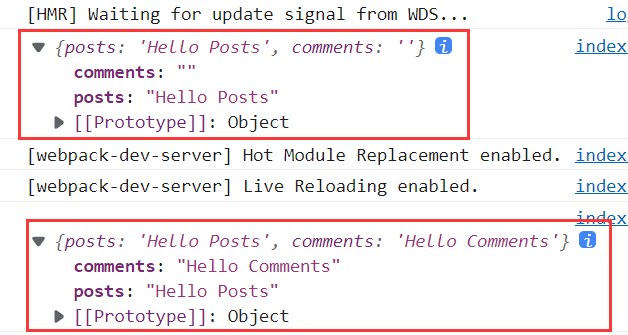 [HMR] Waiting for update signal from WDS... lo
{posts: 'Hello Posts', comments: ''} i index
comments: ""
posts: "Hello Posts"
[[Prototype]]: Object
[webpack-dev-server] Hot Module Replacement enabled. index
[webpack-dev-server] Live Reloading enabled. index
index
{posts: 'Hello Posts', comments: 'Hello Comments'} i
comments: "Hello Comments"
posts: "Hello Posts"
[[Prototype]]: Object